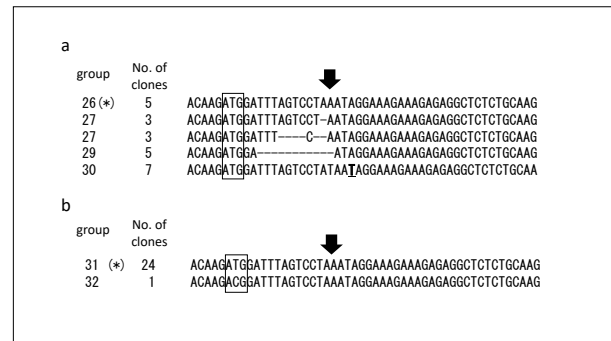 a
group No. of clones
26 (*) 5 ACAAGATGGATTTAGTCCTAAATAGGAAAGAAAGAGAGGCTCTCTGCAAG
27 3 ACAAGATGGATTTAGTCCT-AATAGGAAAGAAAGAGAGGCTCTCTGCAAG
27 3 ACAAGATGGATTT----C-AATAGGAAAGAAAGAGAGGCTCTCTGCAAG
29 5 ACAAGATGGA-----------ATAGGAAAGAAAGAGAGGCTCTCTGCAAG
30 7 ACAAGATGGATTTAGTCCTATAATAGGAAAGAAAGAGAGGCTCTCTGCAA
b
group No. of clones
31 (*) 24 ACAAGATGGATTTAGTCCTAAATAGGAAAGAAAGAGAGGCTCTCTGCAAG
32 1 ACAAGACGGATTTAGTCCTAAATAGGAAAGAAAGAGAGGCTCTCTGCAAG